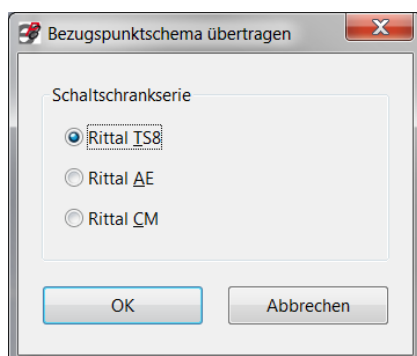 Bezugspunktschema übertragen
Schaltschrankserie
Rittal TS8
Rittal AE
Rittal CM
OK
Abbrechen